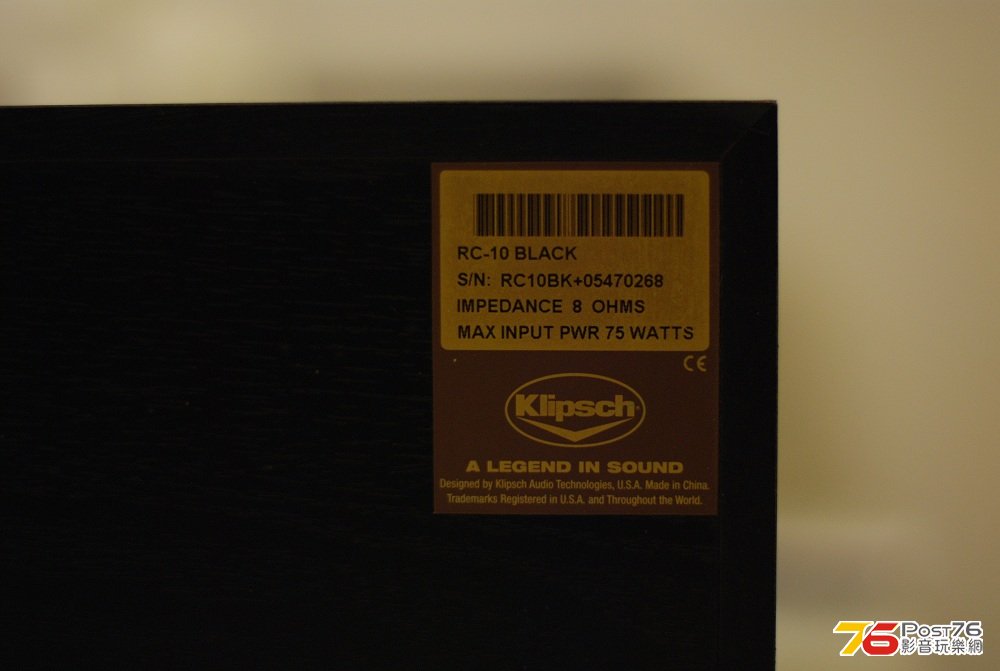 RC-10 BLACK
S/N: RC10BK+05470268
IMPEDANCE 8 OHMS
MAX INPUT PWR 75 WATTS
CE
Klipsch
A LEGEND IN SOUND
Designed by Klipsch Audio Technologies, U.S.A. Made in China.
Trademarks Registered in U.S.A. and Throughout the World.
76 Post76
影音玩樂網